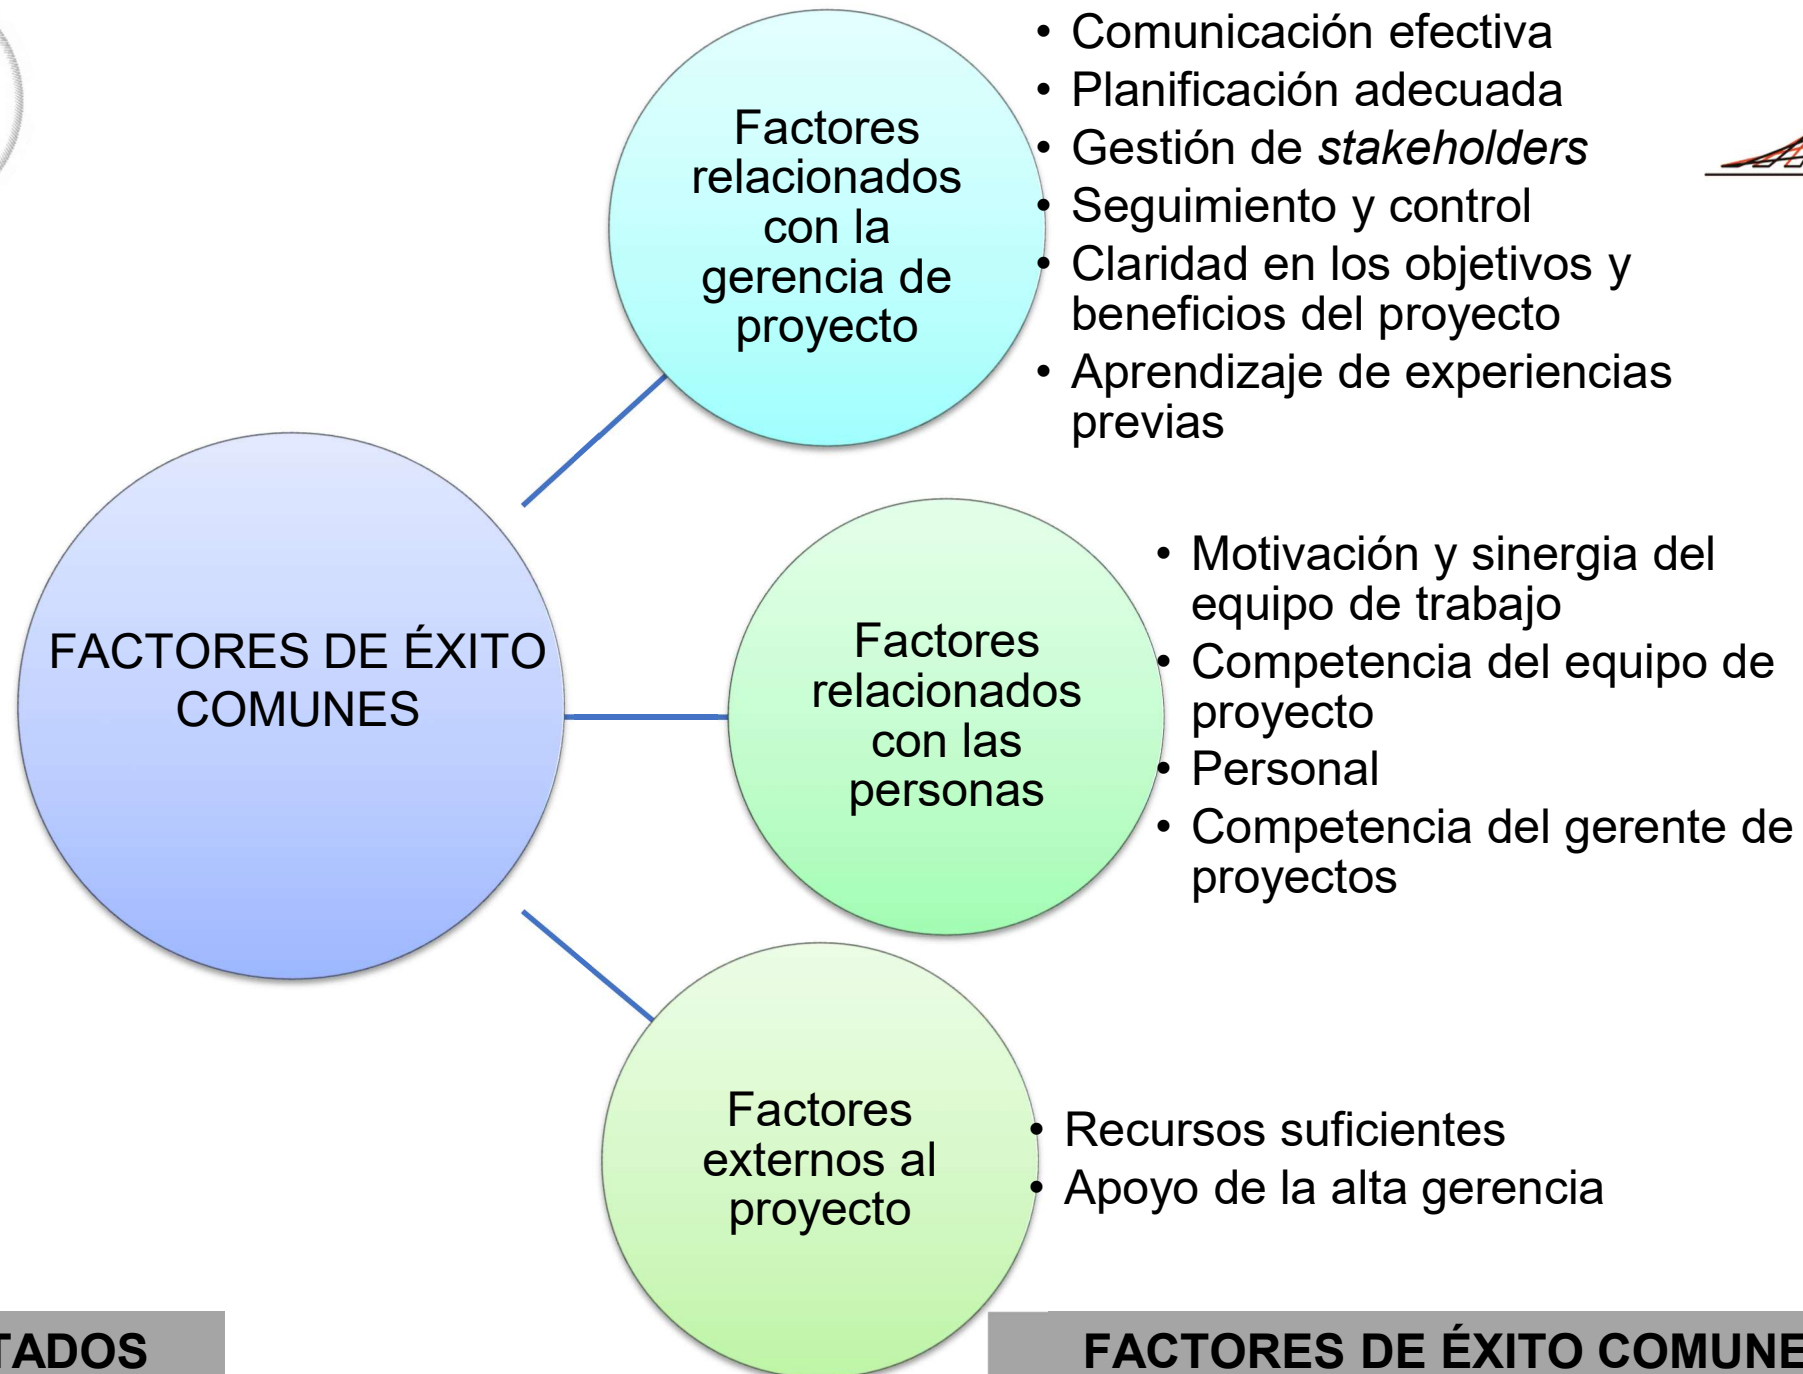 • Comunicación efectiva
• Planificación adecuada
• Gestión de stakeholders
• Seguimiento y control
• Claridad en los objetivos y
beneficios del proyecto
• Aprendizaje de experiencias
previas
Factores
relacionados
con la
gerencia de
proyecto
FACTORES DE ÉXITO
COMUNES
Factores
relacionados
con las
personas
• Motivación y sinergia del
equipo de trabajo
• Competencia del equipo de
proyecto
• Personal
• Competencia del gerente de
proyectos
Factores
externos al
proyecto
• Recursos suficientes
• Apoyo de la alta gerencia
TADOS
FACTORES DE ÉXITO COMUNE